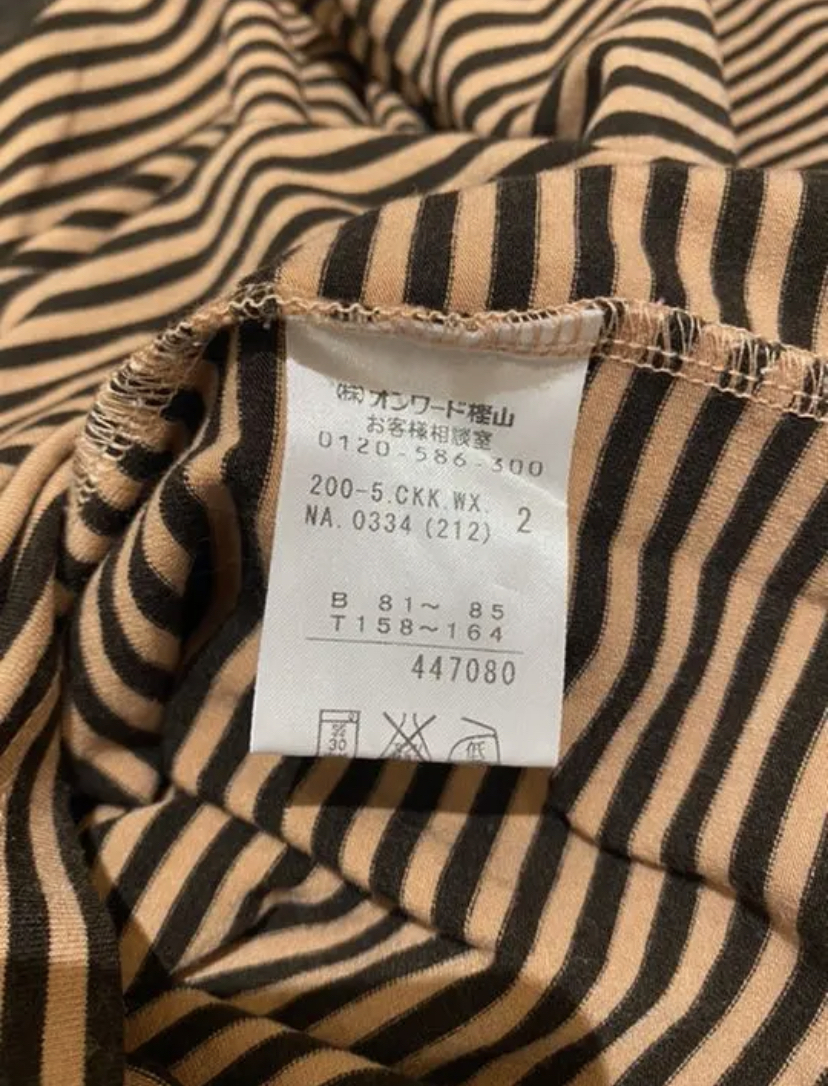 (株)オンワード樫山
お客様相談室
0120-586-300
200-5.CKK.WX. 2
NA.0334(212)
B 81〜 85
T158〜164
447080
30
低